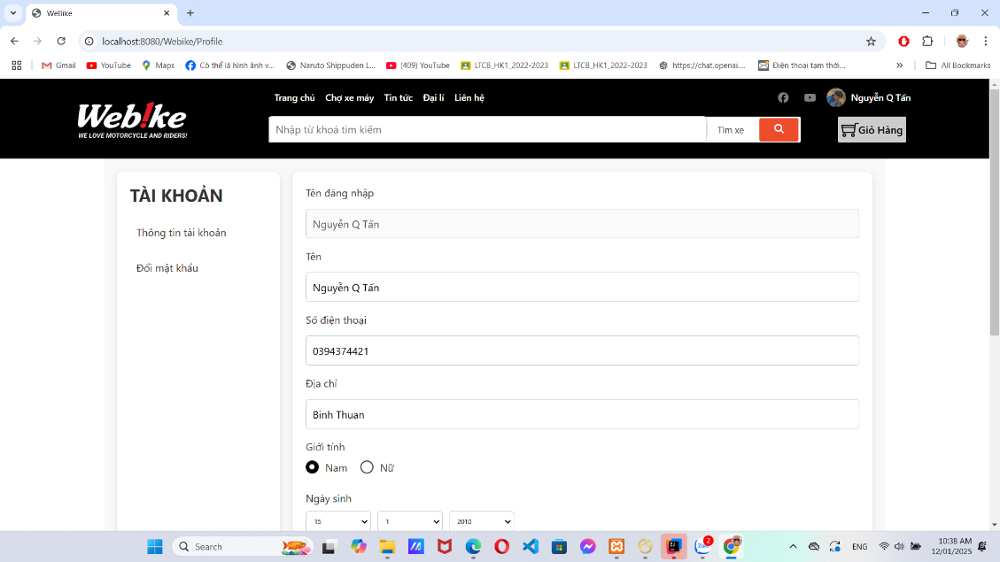 WeBike
localhost:8080/Webike/Profile
Gmail
YouTube
Maps
Có thể là hình ảnh v...
Naruto Shippuden L...
(409) YouTube
LTCB_HK1_2022-2023
LTCB_HK1_2022-2023
https://chat.openai....
Điện thoại tạm thời...
All Bookmarks
Web!ke
WE LOVE MOTORCYCLE AND RIDERS!
Trang chủ
Chợ xe máy
Tin tức
Đại lí
Liên hệ
Nguyễn Q Tấn
Nhập từ khoá tìm kiếm
Tìm xe
Giỏ Hàng
TÀI KHOẢN
Thông tin tài khoản
Đổi mật khẩu
Tên đăng nhập
Nguyễn Q Tấn
Tên
Nguyễn Q Tấn
Số điện thoại
0394374421
Địa chỉ
Binh Thuan
Giới tính
Nam
Nữ
Ngày sinh
15
1
2010
Search
2
ENG
10:38 AM
12/01/2025